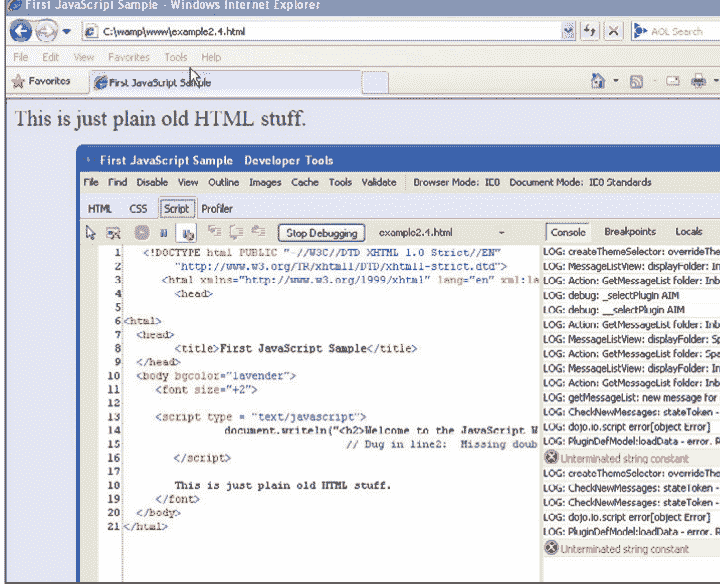 First JavaScript Sample - Windows Internet Explorer
C:\wamp\www\example2.4.html
AOL Search
File Edit View Favorites Tools Help
Favorites
First JavaScript Sample
This is just plain old HTML stuff.
First JavaScript Sample Developer Tools
File Find Disable View Outline Images Cache Tools Validate Browser Mode: IE0 Document Mode: IE0 Standards
HTML CSS Script Profiler
Stop Debugging example2.4.html
Console Breakpoints Locals
1 <!DOCTYPE html PUBLIC "-//W3C//DTD XHTML 1.0 Strict//EN"
2 "http://www.w3.org/TR/xhtml1/DTD/xhtml1-strict.dtd">
3 <html xmlns="http://www.w3.org/1999/xhtml" lang="en" xml:la
4 <head>
5
6 <html>
7 <head>
8 <title>First JavaScript Sample</title>
9 </head>
10 <body bgcolor="lavender">
11 <font size="+2">
12
13 <script type = "text/javascript">
14 document.writeln("<h2>Welcome to the JavaScript W
15 // Bug in line2: Missing doub
16 </script>
17
18 This is just plain old HTML stuff.
19 </font>
20 </body>
21 </html>
LOG: createThemeSelector: overrideThe
LOG: MessageListView: displayFolder: Inb
LOG: Action: GetMessageList folder: Inb
LOG: debug: _selectPlugin AIM
LOG: debug: __selectPlugin AIM
LOG: Action: GetMessageList folder: Inb
LOG: MessageListView: displayFolder: Sp
LOG: Action: GetMessageList folder: Spa
LOG: MessageListView: displayFolder: In
LOG: Action: GetMessageList folder: Inb
LOG: getMessageList: new message for
LOG: CheckNewMessages: stateToken -
LOG: dojo.io.script error[object Error]
LOG: PluginDefModel:loadData - error. R
Unterminated string constant
LOG: createThemeSelector: overrideThe
LOG: CheckNewMessages: stateToken -
LOG: CheckNewMessages: stateToken -
LOG: dojo.io.script error[object Error]
LOG: PluginDefModel:loadData - error. R
Unterminated string constant